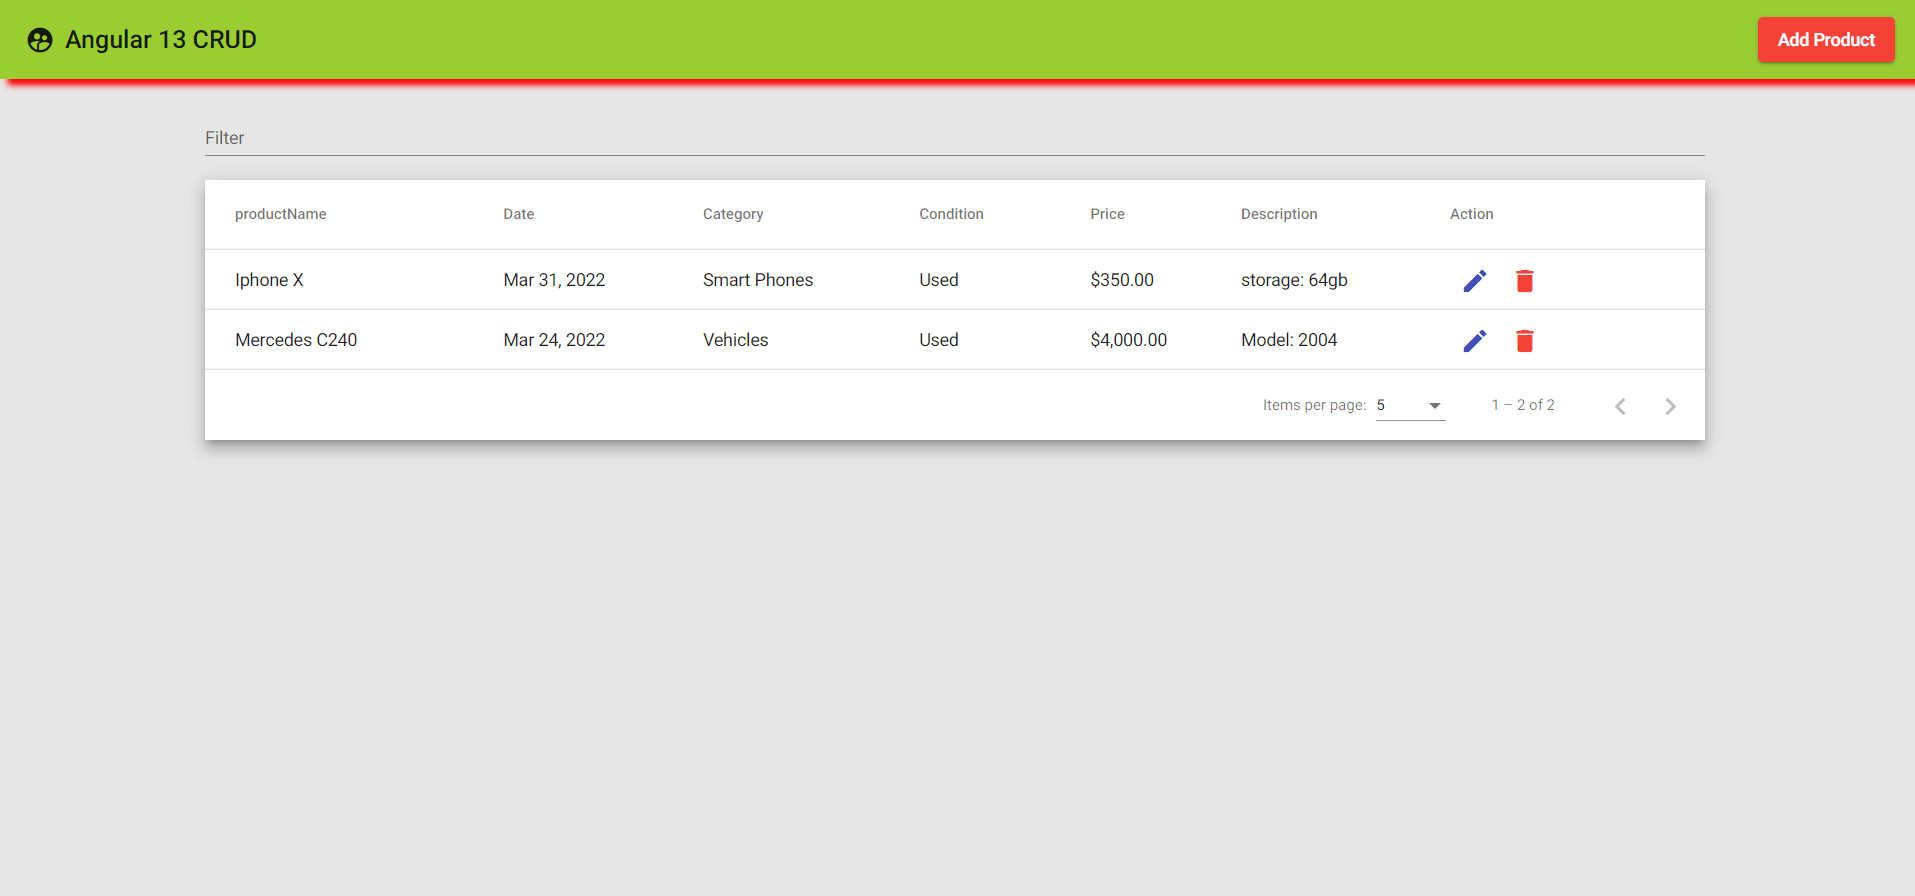 Angular 13 CRUD
Add Product
Filter
productName Date Category Condition Price Description Action
Iphone X Mar 31, 2022 Smart Phones Used $350.00 storage: 64gb
Mercedes C240 Mar 24, 2022 Vehicles Used $4,000.00 Model: 2004
Items per page: 5 1 – 2 of 2